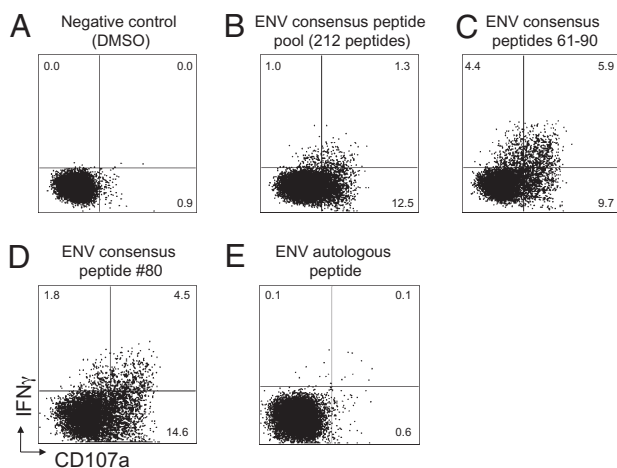 A
Negative control
(DMSO)
0.0 0.0
0.9
B
ENV consensus peptide
pool (212 peptides)
1.0 1.3
12.5
C
ENV consensus
peptides 61-90
4.4 5.9
9.7
D
ENV consensus
peptide #80
1.8 4.5
14.6
E
ENV autologous
peptide
0.1 0.1
0.6
IFNγ
CD107a